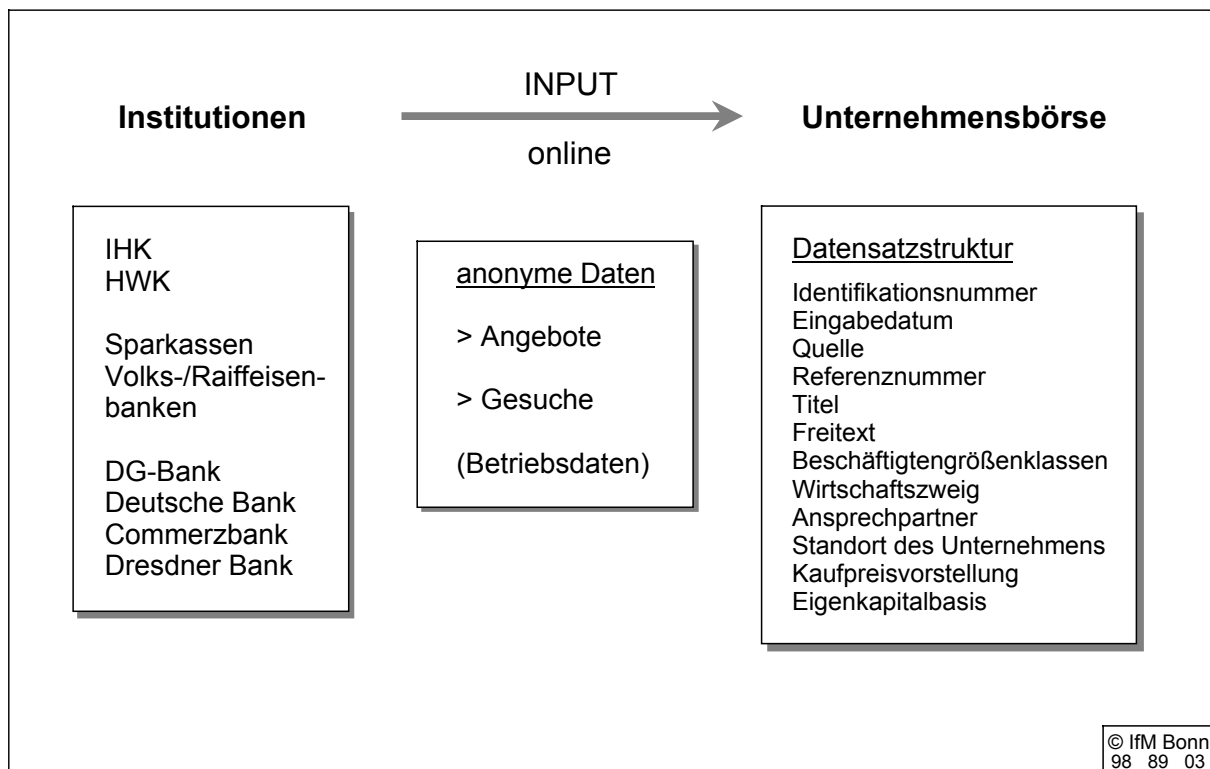 INPUT
Institutionen
Unternehmensbörse
online
IHK
HWK
Sparkassen
Volks-/Raiffeisen-
banken
DG-Bank
Deutsche Bank
Commerzbank
Dresdner Bank
anonyme Daten
> Angebote
> Gesuche
(Betriebsdaten)
Datensatzstruktur
Identifikationsnummer
Eingabedatum
Quelle
Referenznummer
Titel
Freitext
Beschäftigtengrößenklassen
Wirtschaftszweig
Ansprechpartner
Standort des Unternehmens
Kaufpreisvorstellung
Eigenkapitalbasis
© IfM Bonn
98 89 03